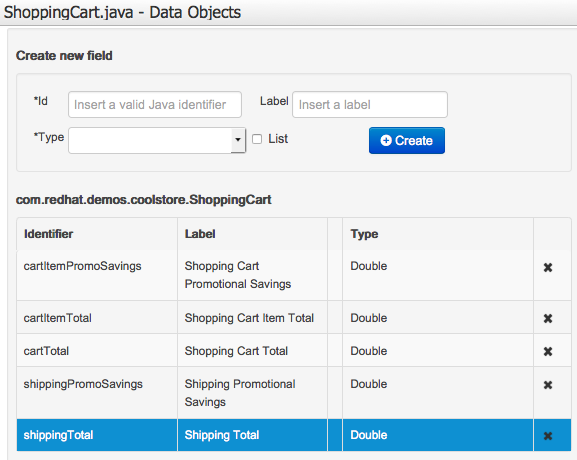 ShoppingCart.java - Data Objects
Create new field
*Id Insert a valid Java identifier Label Insert a label
*Type List Create
com.redhat.demos.coolstore.ShoppingCart
Identifier Label Type
cartItemPromoSavings Shopping Cart Double
Promotional Savings
cartItemTotal Shopping Cart Item Total Double
cartTotal Shopping Cart Total Double
shippingPromoSavings Shipping Promotional Double
Savings
shippingTotal Shipping Total Double